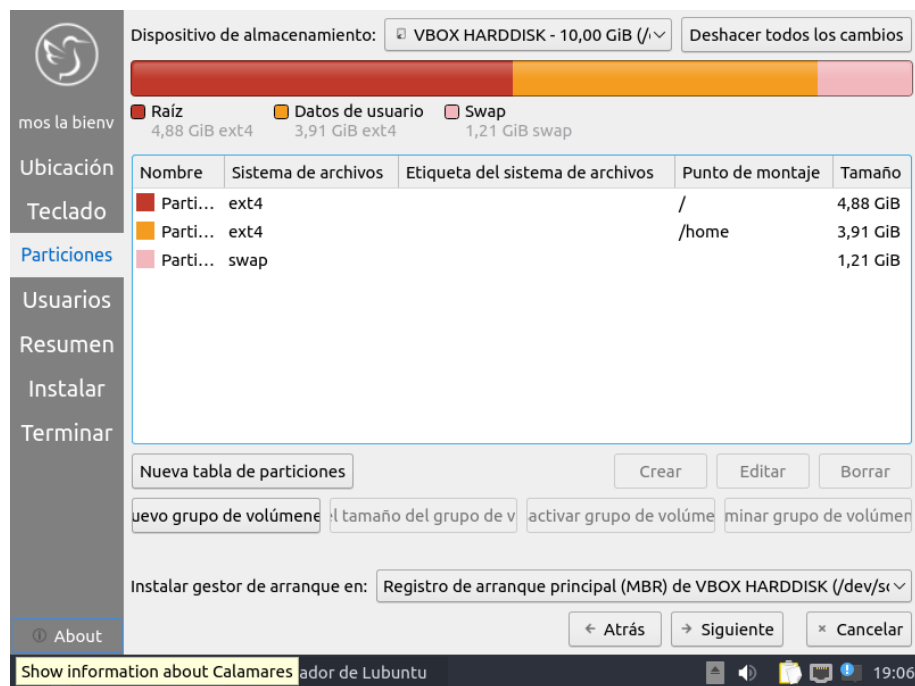 Dispositivo de almacenamiento: VBOX HARDDISK - 10,00 GiB (/ Deshacer todos los cambios
Raíz Datos de usuario Swap
4,88 GiB ext4 3,91 GiB ext4 1,21 GiB swap
mos la bienv
Ubicación
Teclado
Particiones
Usuarios
Resumen
Instalar
Terminar
About
Nombre Sistema de archivos Etiqueta del sistema de archivos Punto de montaje Tamaño
Parti... ext4 / 4,88 GiB
Parti... ext4 /home 3,91 GiB
Parti... swap 1,21 GiB
Nueva tabla de particiones Crear Editar Borrar
uevo grupo de volúmene el tamaño del grupo de v activar grupo de volúme minar grupo de volúmen
Instalar gestor de arranque en: Registro de arranque principal (MBR) de VBOX HARDDISK (/dev/s
Atrás Siguiente Cancelar
Show information about Calamares ador de Lubuntu 19:06